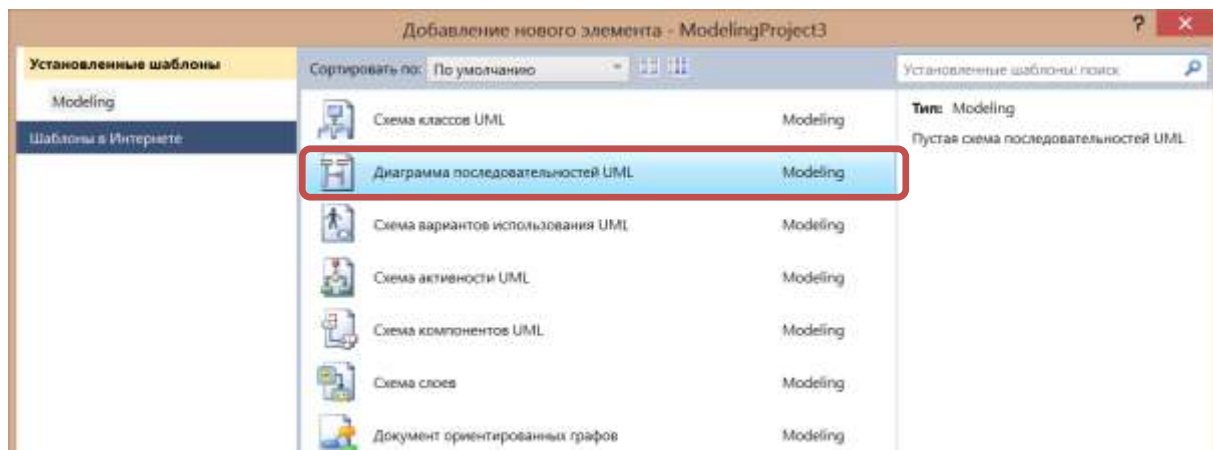 Добавление нового элемента - ModelingProject3
?
Установленные шаблоны
Modeling
Шаблоны в Интернете
Сортировать по: По умолчанию
Схема классов UML Modeling
Диаграмма последовательностей UML Modeling
Схема вариантов использования UML Modeling
Схема активности UML Modeling
Схема компонентов UML Modeling
Схема слоев Modeling
Документ ориентированных графов Modeling
Установленные шаблоны: поиск
Тип: Modeling
Пустая схема последовательностей UML